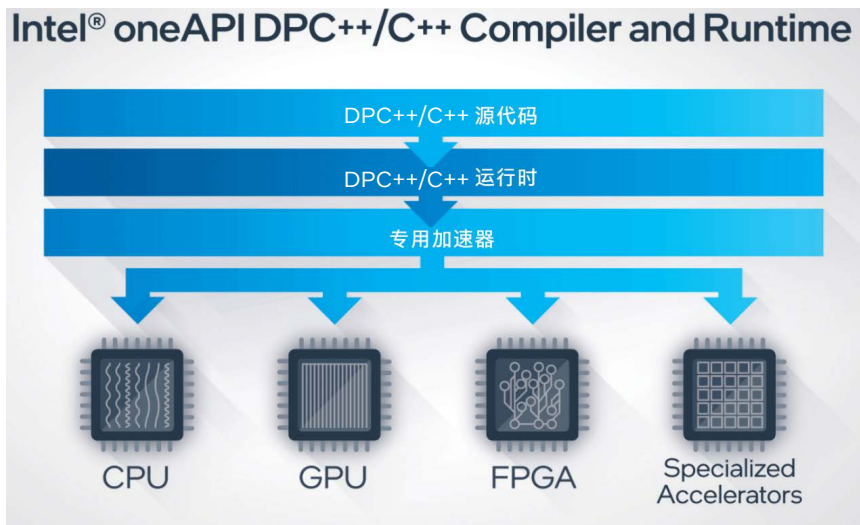 Intel® oneAPI DPC++/C++ Compiler and Runtime
DPC++/C++ 源代码
DPC++/C++ 运行时
专用加速器
CPU
GPU
FPGA
Specialized
Accelerators